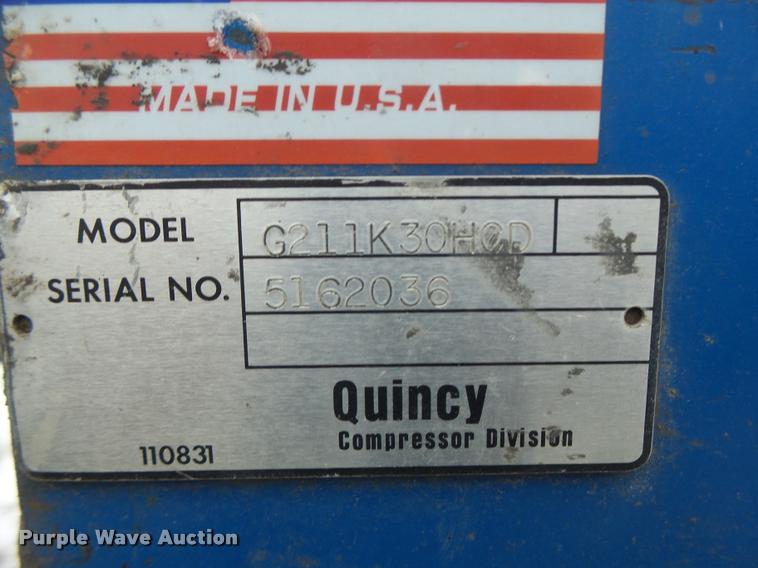 MADE IN U.S.A.
MODEL G211K30HCD
SERIAL NO. 5162036
Quincy
Compressor Division
110831
Purple Wave Auction